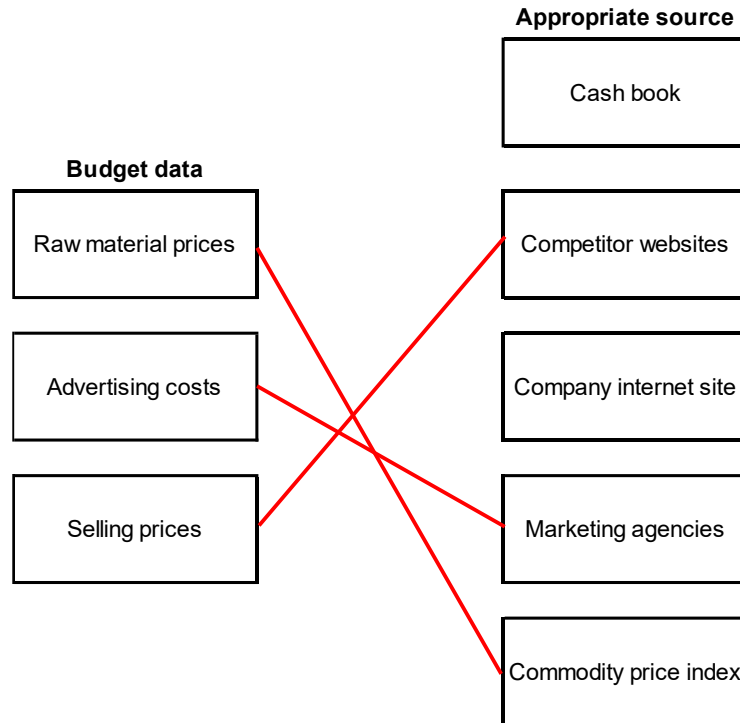 Appropriate source
Cash book
Budget data
Raw material prices
Competitor websites
Advertising costs
Company internet site
Selling prices
Marketing agencies
Commodity price index